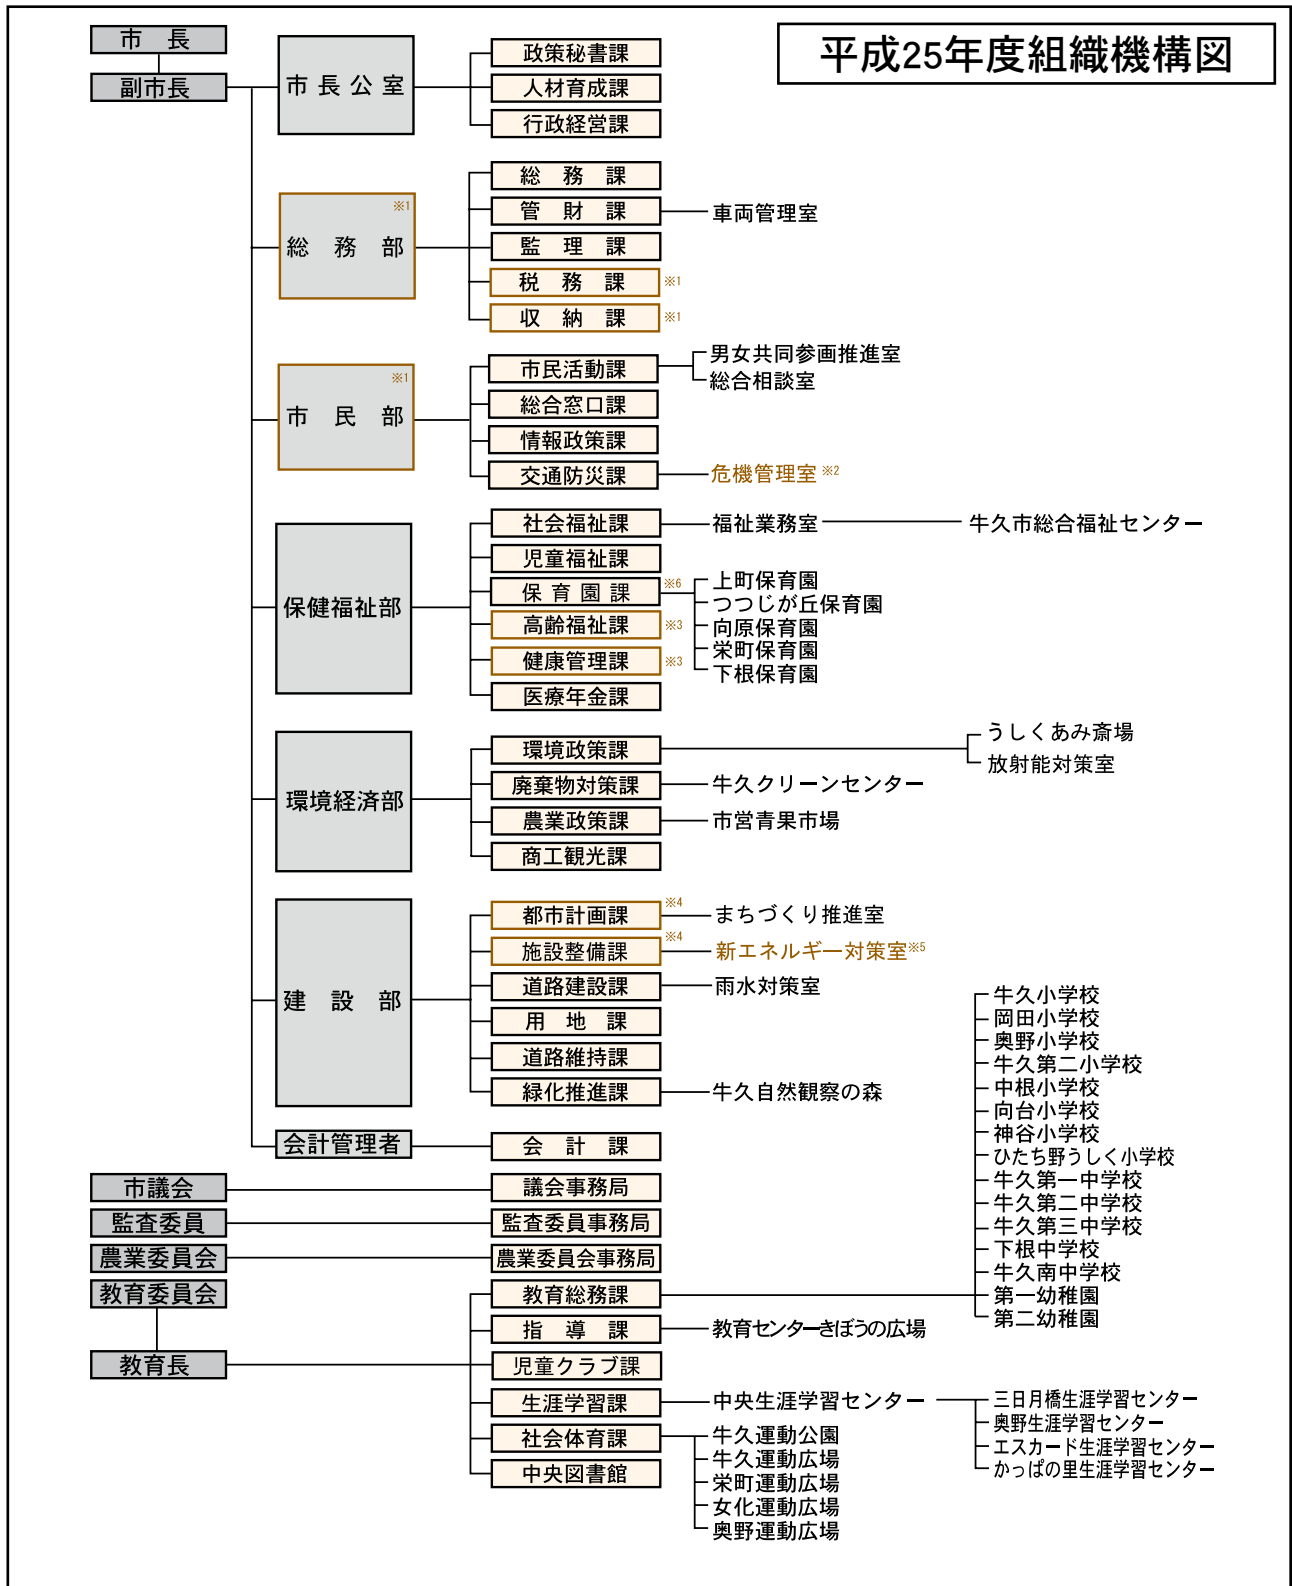 平成25年度組織機構図
市　長
副市長
市長公室
政策秘書課
人材育成課
行政経営課
総　務　部 ※1
総　務　課
管　財　課
車両管理室
監　理　課
税　務　課 ※1
収　納　課 ※1
市　民　部 ※1
市民活動課
男女共同参画推進室
総合相談室
総合窓口課
情報政策課
交通防災課
危機管理室 ※2
保健福祉部
社会福祉課
福祉業務室
牛久市総合福祉センター
児童福祉課
保育園課 ※6
上町保育園
つつじが丘保育園
向原保育園
栄町保育園
下根保育園
高齢福祉課 ※3
健康管理課 ※3
医療年金課
環境経済部
環境政策課
うしくあみ斎場
放射能対策室
廃棄物対策課
牛久クリーンセンター
農業政策課
市営青果市場
商工観光課
建　設　部
都市計画課 ※4
まちづくり推進室
施設整備課 ※4
新エネルギー対策室※5
道路建設課
雨水対策室
用　地　課
道路維持課
緑化推進課
牛久自然観察の森
会計管理者
会　計　課
市議会
議会事務局
監査委員
監査委員事務局
農業委員会
農業委員会事務局
教育委員会
教育長
教育総務課
牛久小学校
岡田小学校
奥野小学校
牛久第二小学校
中根小学校
向台小学校
神谷小学校
ひたち野うしく小学校
牛久第一中学校
牛久第二中学校
牛久第三中学校
下根中学校
牛久南中学校
第一幼稚園
第二幼稚園
指　導　課
教育センターきぼうの広場
児童クラブ課
生涯学習課
中央生涯学習センター
三日月橋生涯学習センター
奥野生涯学習センター
エスカード生涯学習センター
かっぱの里生涯学習センター
社会体育課
牛久運動公園
牛久運動広場
栄町運動広場
女化運動広場
奥野運動広場
中央図書館